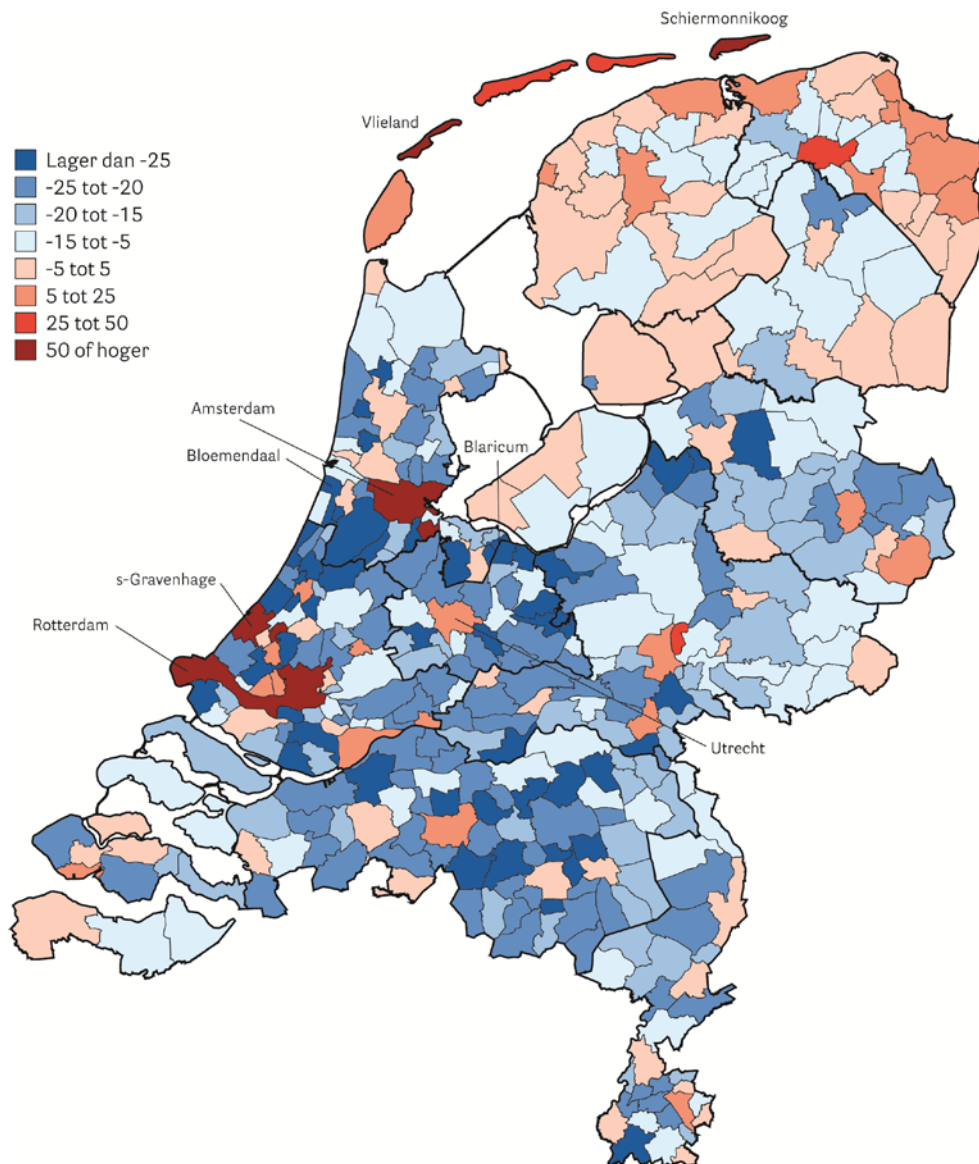 Schiermonnikoog
Vlieland
Lager dan -25
-25 tot -20
-20 tot -15
-15 tot -5
-5 tot 5
5 tot 25
25 tot 50
50 of hoger
Amsterdam
Bloemendaal
Blaricum
s-Gravenhage
Rotterdam
Utrecht